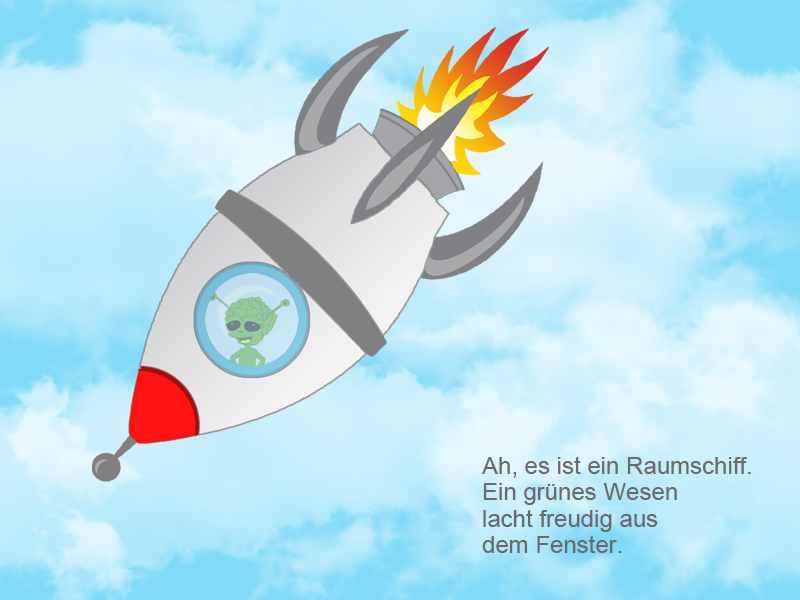 Ah, es ist ein Raumschiff.
Ein grünes Wesen
lacht freudig aus
dem Fenster.